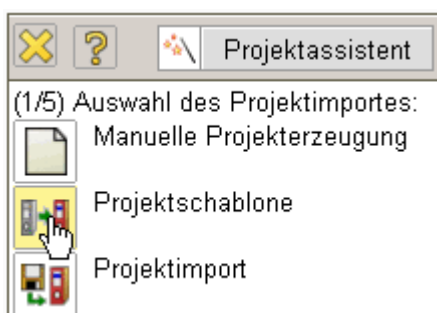 Projektassistent
(1/5) Auswahl des Projektimportes:
Manuelle Projekterzeugung
Projektschablone
Projektimport